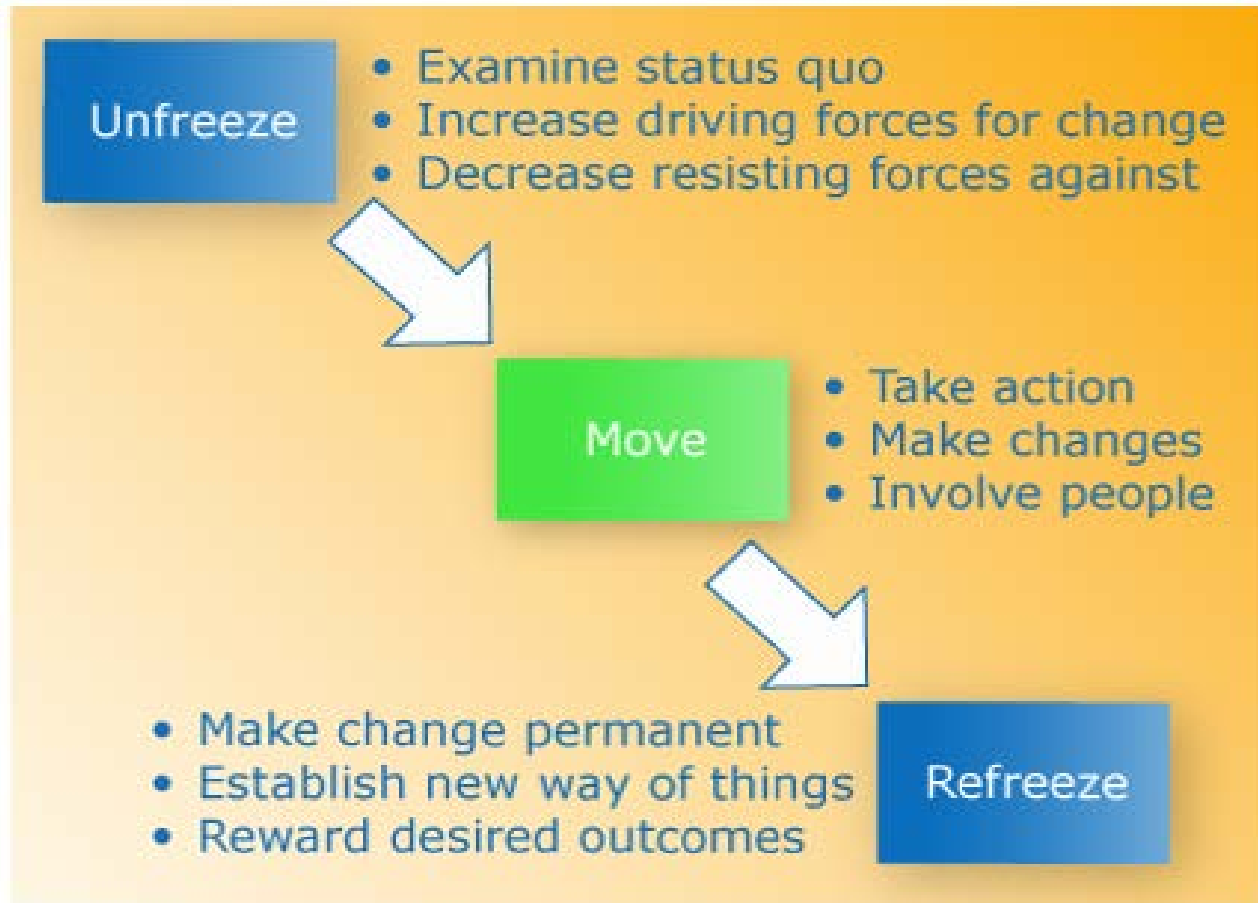 Unfreeze
• Examine status quo
• Increase driving forces for change
• Decrease resisting forces against
Move
• Take action
• Make changes
• Involve people
• Make change permanent
• Establish new way of things
• Reward desired outcomes
Refreeze